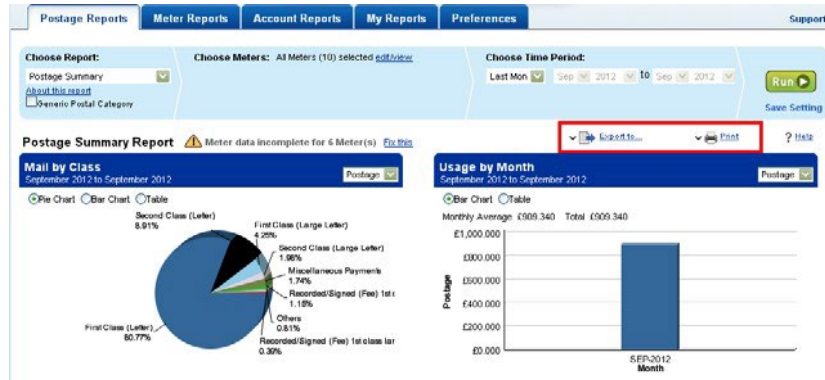 Postage Reports Meter Reports Account Reports My Reports Preferences Support
Choose Report: Choose Meters: All Meters (10) selected edit/view Choose Time Period:
Postage Summary Last Mon Sep 2012 to Sep 2012 Run
About this report
Generic Postal Category
Save Setting
Postage Summary Report Meter data incomplete for 6 Meter(s) Fix this Export to... Print ? Help
Mail by Class Postage
September 2012 to September 2012
Pie Chart Bar Chart Table
Second Class (Letter)
8.91%
First Class (Large Letter)
4.25%
Second Class (Large Letter)
1.98%
Miscellaneous Payments
1.74%
Recorded/Signed (Fee) 1st c
1.15%
Others
0.81%
Recorded/Signed (Fee) 1st class lar
0.39%
First Class (Letter)
80.77%
Usage by Month Postage
September 2012 to September 2012
Bar Chart Table
Monthly Average £909.340 Total £909.340
£1,000.000
£800.000
£600.000
£400.000
£200.000
£0.000
Postage
SEP-2012
Month